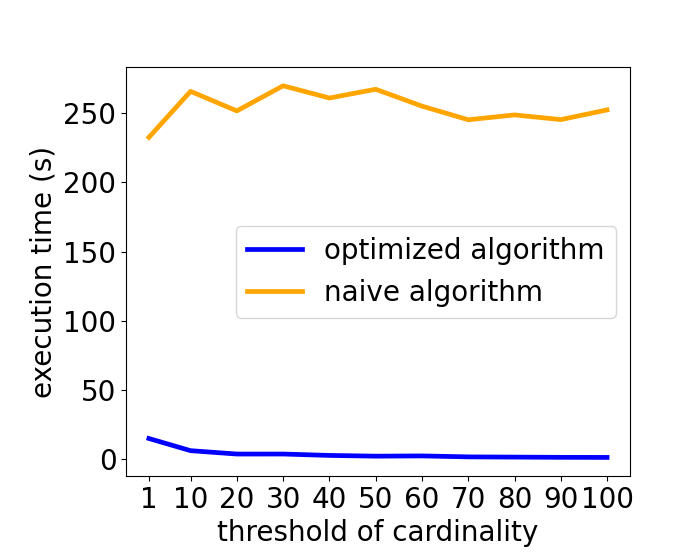 250
200
150
100
50
0
execution time (s)
optimized algorithm
naive algorithm
1 10 20 30 40 50 60 70 80 90 100
threshold of cardinality